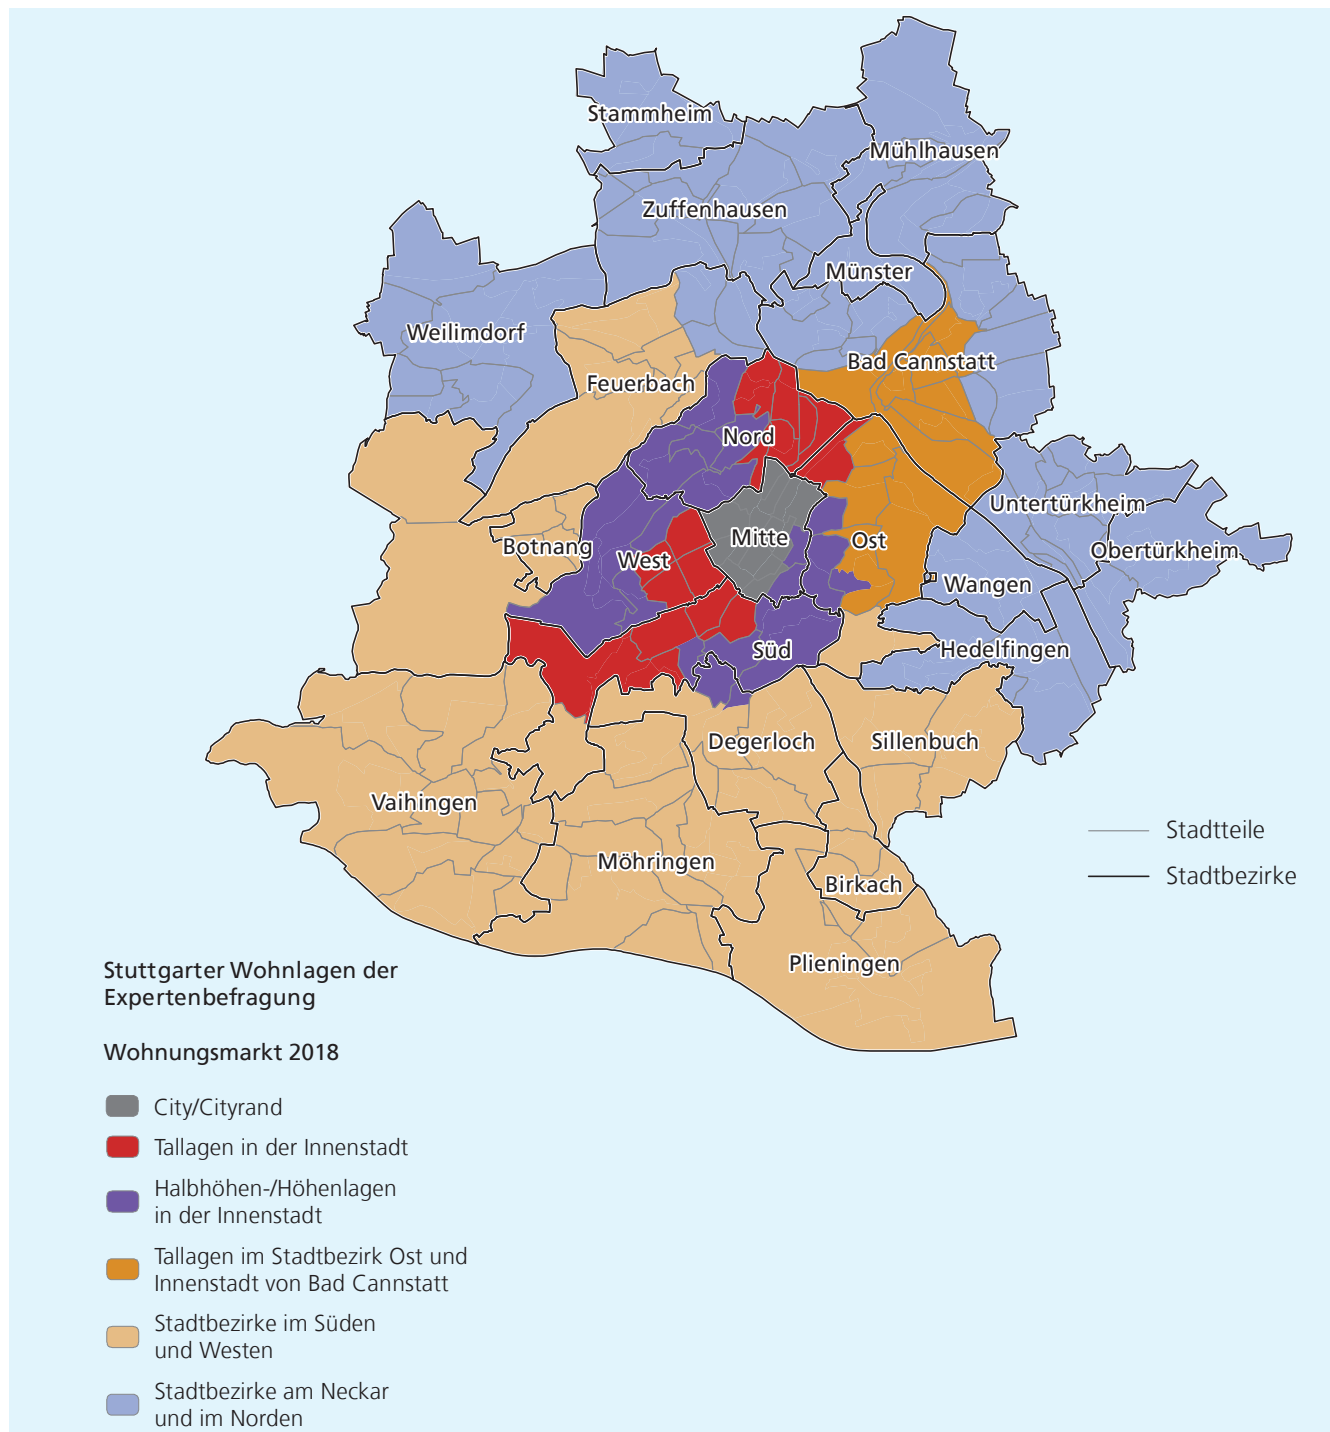 Stammheim
Mühlhausen
Zuffenhausen
Münster
Weilimdorf
Bad Cannstatt
Feuerbach
Nord
Untertürkheim
Mitte
Ost
Botnang
Obertürkheim
West
Wangen
Süd
Hedelfingen
Degerloch
Sillenbuch
Vaihingen
Stadtteile
Möhringen
Stadtbezirke
Birkach
Plieningen
Stuttgarter Wohnlagen der
Expertenbefragung
Wohnungsmarkt 2018
City/Cityrand
Tallagen in der Innenstadt
Halbhöhen-/Höhenlagen
in der Innenstadt
Tallagen im Stadtbezirk Ost und
Innenstadt von Bad Cannstatt
Stadtbezirke im Süden
und Westen
Stadtbezirke am Neckar
und im Norden